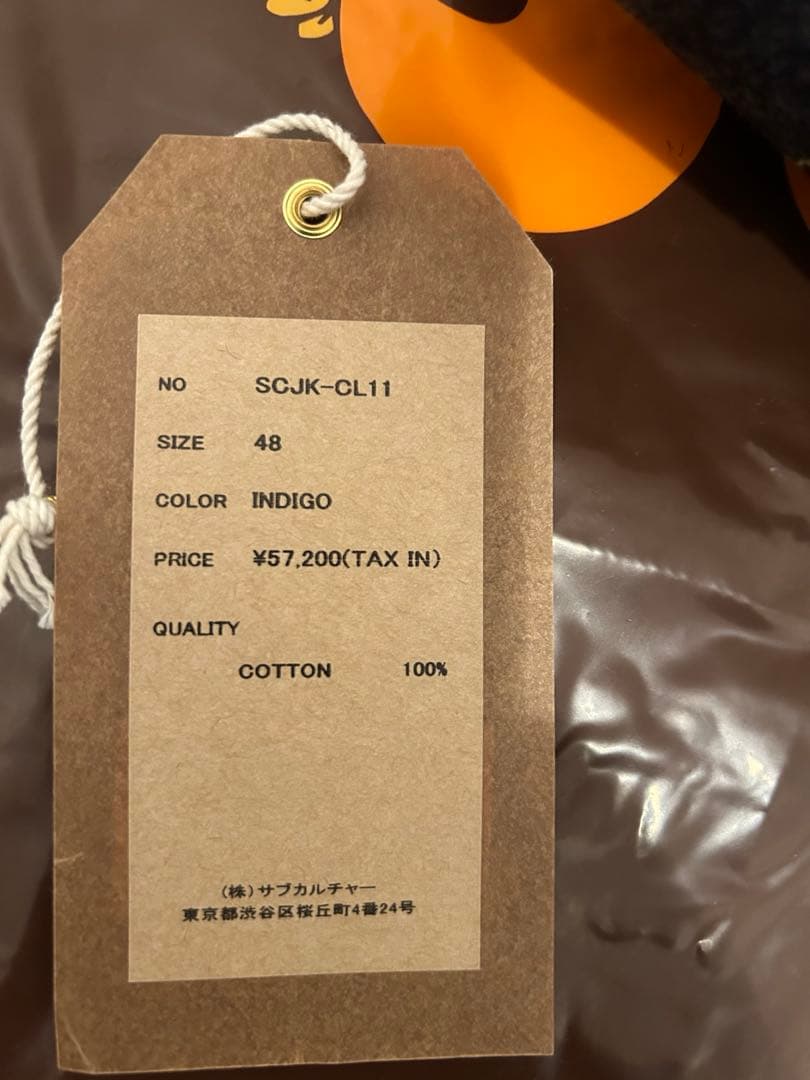 NO SCJK-CL11
SIZE 48
COLOR INDIGO
PRICE ¥57,200(TAX IN)
QUALITY
COTTON 100%
(株)サブカルチャー
東京都渋谷区桜丘町4番24号